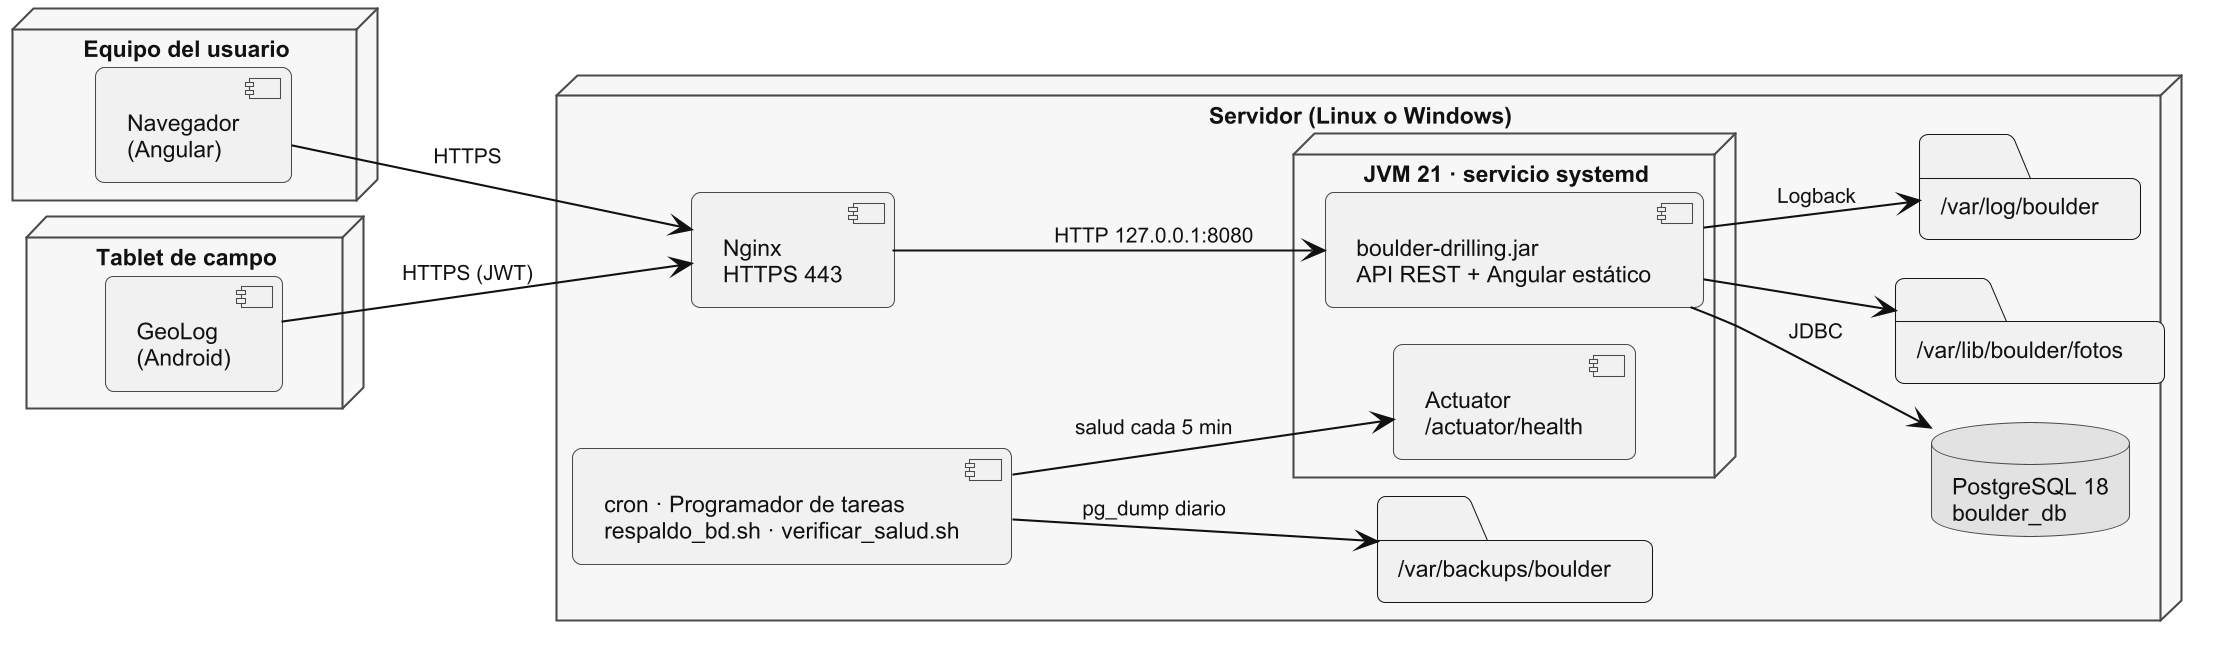 Equipo del usuario
Navegador
(Angular)
HTTPS
Tablet de campo
GeoLog
(Android)
HTTPS (JWT)
Servidor (Linux o Windows)
Nginx
HTTPS 443
HTTP 127.0.0.1:8080
JVM 21 · servicio systemd
boulder-drilling.jar
API REST + Angular estático
Actuator
/actuator/health
Logback
/var/log/boulder
/var/lib/boulder/fotos
JDBC
PostgreSQL 18
boulder_db
cron · Programador de tareas
respaldo_bd.sh · verificar_salud.sh
salud cada 5 min
pg_dump diario
/var/backups/boulder